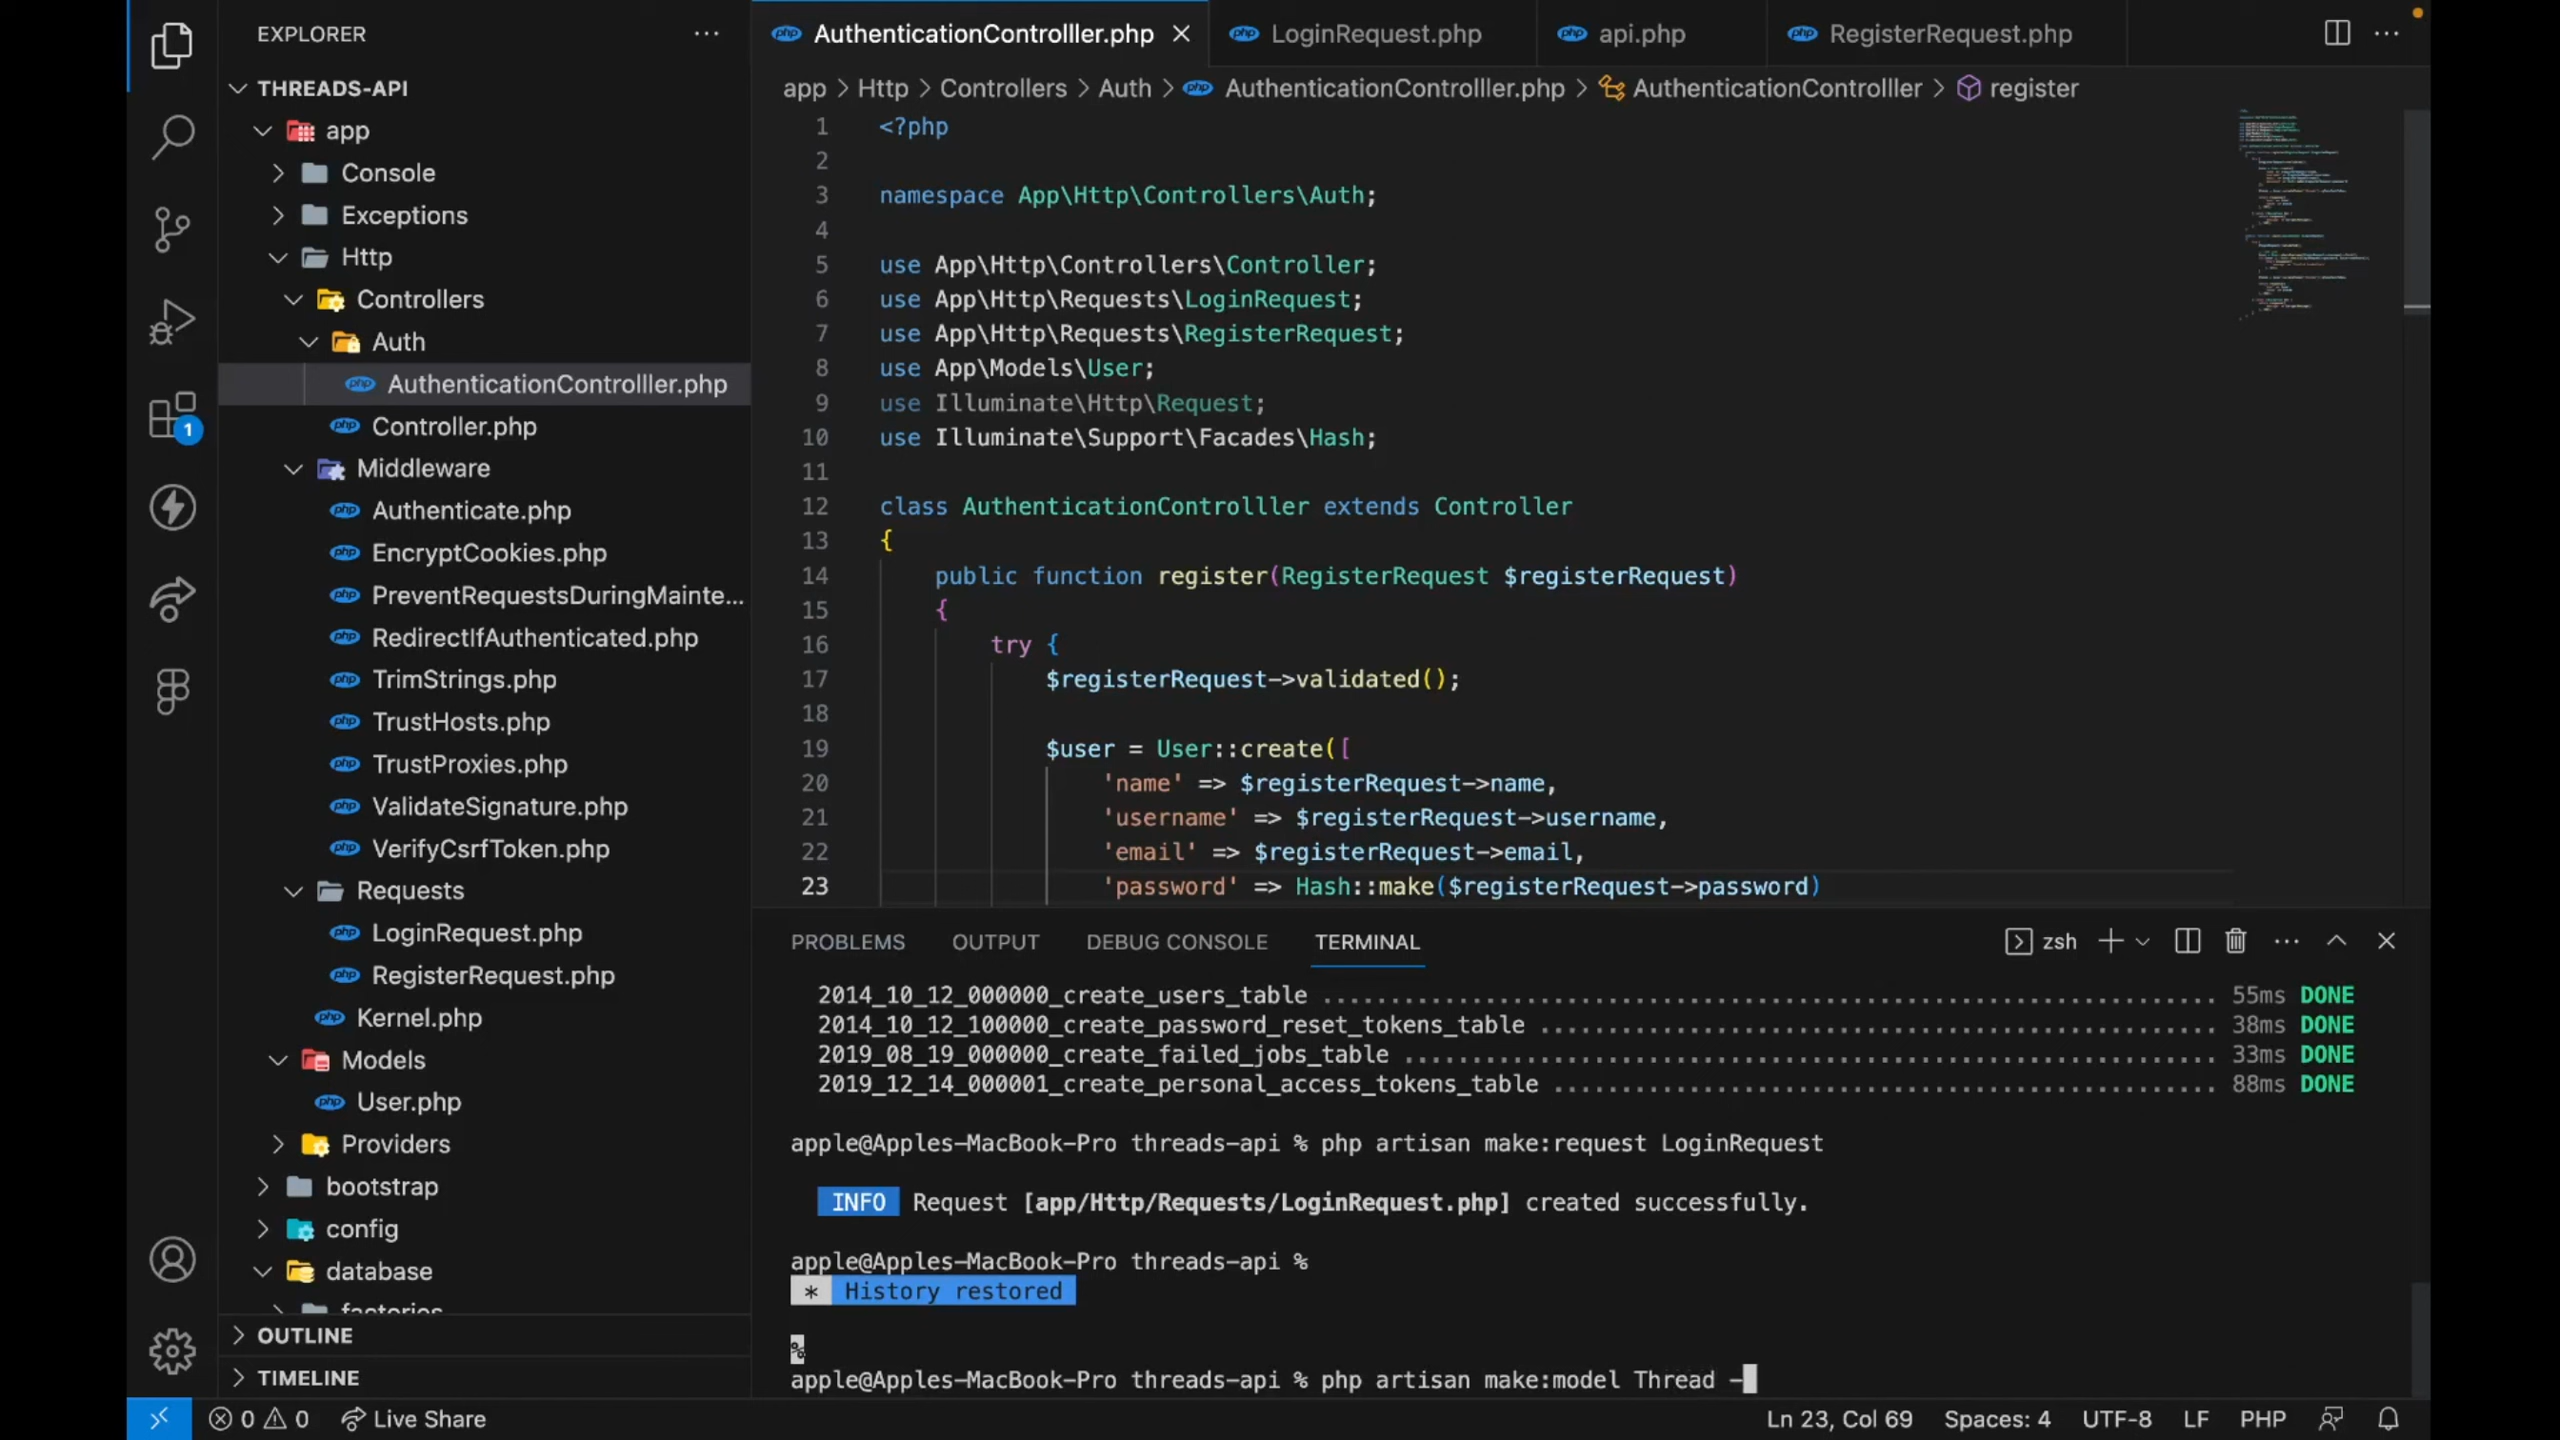 EXPLORER
THREADS-API
app
Console
Exceptions
Http
Controllers
Auth
AuthenticationControlller.php
Controller.php
Middleware
Authenticate.php
EncryptCookies.php
PreventRequestsDuringMainte...
RedirectIfAuthenticated.php
TrimStrings.php
TrustHosts.php
TrustProxies.php
ValidateSignature.php
VerifyCsrfToken.php
Requests
LoginRequest.php
RegisterRequest.php
Kernel.php
Models
User.php
Providers
bootstrap
config
database
factories
OUTLINE
TIMELINE
1
AuthenticationControlller.php
LoginRequest.php
api.php
RegisterRequest.php
app > Http > Controllers > Auth > AuthenticationControlller.php > AuthenticationControlller > register
1 <?php
2
3 namespace App\Http\Controllers\Auth;
4
5 use App\Http\Controllers\Controller;
6 use App\Http\Requests\LoginRequest;
7 use App\Http\Requests\RegisterRequest;
8 use App\Models\User;
9 use Illuminate\Http\Request;
10 use Illuminate\Support\Facades\Hash;
11
12 class AuthenticationControlller extends Controller
13 {
14 public function register(RegisterRequest $registerRequest)
15 {
16 try {
17 $registerRequest->validated();
18
19 $user = User::create([
20 'name' => $registerRequest->name,
21 'username' => $registerRequest->username,
22 'email' => $registerRequest->email,
23 'password' => Hash::make($registerRequest->password)
PROBLEMS OUTPUT DEBUG CONSOLE TERMINAL zsh
2014_10_12_000000_create_users_table .......... 55ms DONE
2014_10_12_100000_create_password_reset_tokens_table .......... 38ms DONE
2019_08_19_000000_create_failed_jobs_table .......... 33ms DONE
2019_12_14_000001_create_personal_access_tokens_table .......... 88ms DONE
apple@Apples-MacBook-Pro threads-api % php artisan make:request LoginRequest
INFO Request [app/Http/Requests/LoginRequest.php] created successfully.
apple@Apples-MacBook-Pro threads-api %
* History restored
%
apple@Apples-MacBook-Pro threads-api % php artisan make:model Thread -
0 0 Live Share
Ln 23, Col 69 Spaces: 4 UTF-8 LF PHP